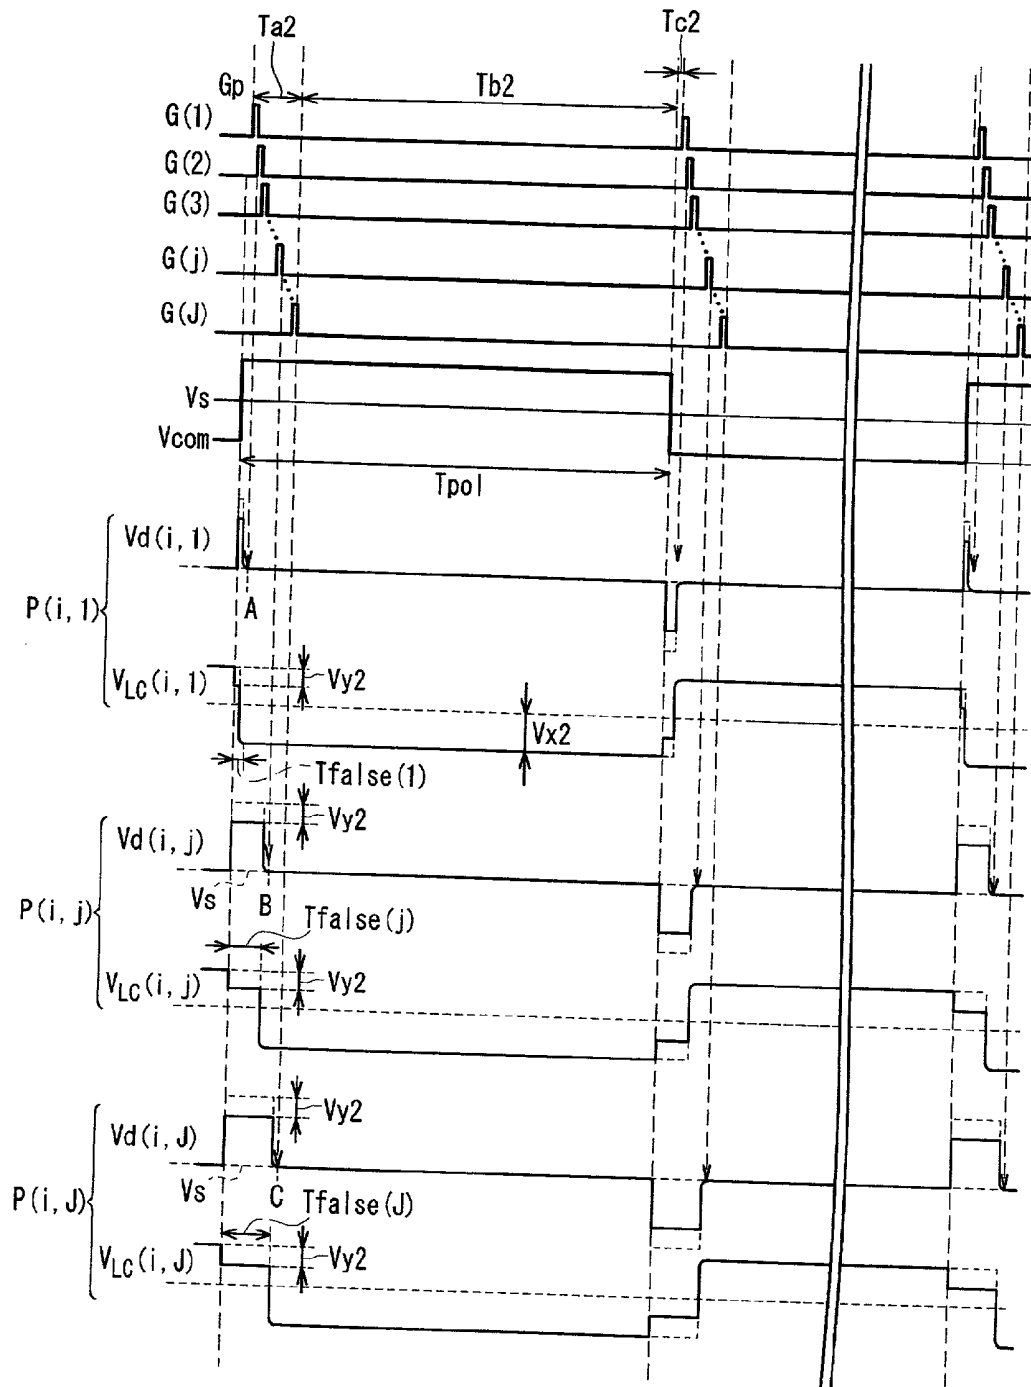 Ta2
Tc2
Gp
Tb2
G(1)
G(2)
G(3)
G(j)
G(J)
Vs
Vcom
Tpol
Vd(i,1)
P(i,1)
A
VLC(i,1)
Vy2
Vx2
Tfalse(1)
Vy2
Vd(i,j)
Vs
B
P(i,j)
Tfalse(j)
VLC(i,j)
Vy2
Vy2
Vd(i,J)
Vs
C
P(i,J)
Tfalse(J)
VLC(i,J)
Vy2